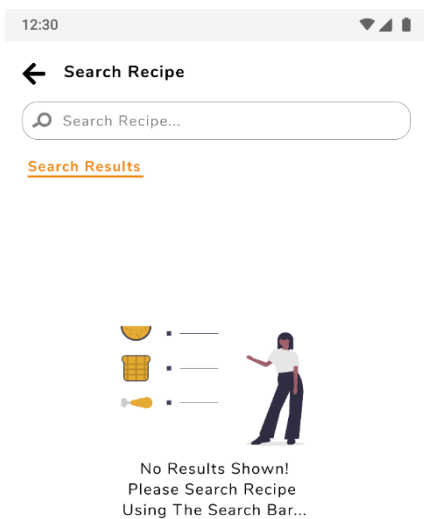 12:30
Search Recipe
Search Recipe...
Search Results
No Results Shown!
Please Search Recipe
Using The Search Bar...